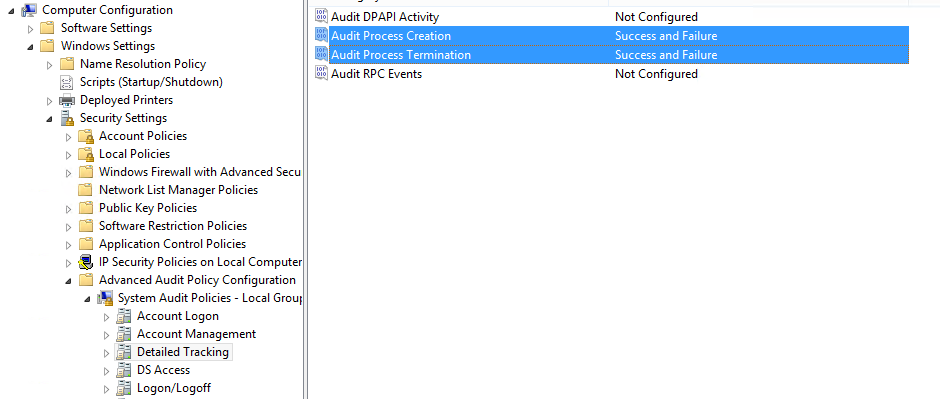 Computer Configuration
Software Settings
Windows Settings
Name Resolution Policy
Scripts (Startup/Shutdown)
Deployed Printers
Security Settings
Account Policies
Local Policies
Windows Firewall with Advanced Secu
Network List Manager Policies
Public Key Policies
Software Restriction Policies
Application Control Policies
IP Security Policies on Local Computer
Advanced Audit Policy Configuration
System Audit Policies - Local Group
Account Logon
Account Management
Detailed Tracking
DS Access
Logon/Logoff
Audit DPAPI Activity Not Configured
Audit Process Creation Success and Failure
Audit Process Termination Success and Failure
Audit RPC Events Not Configured